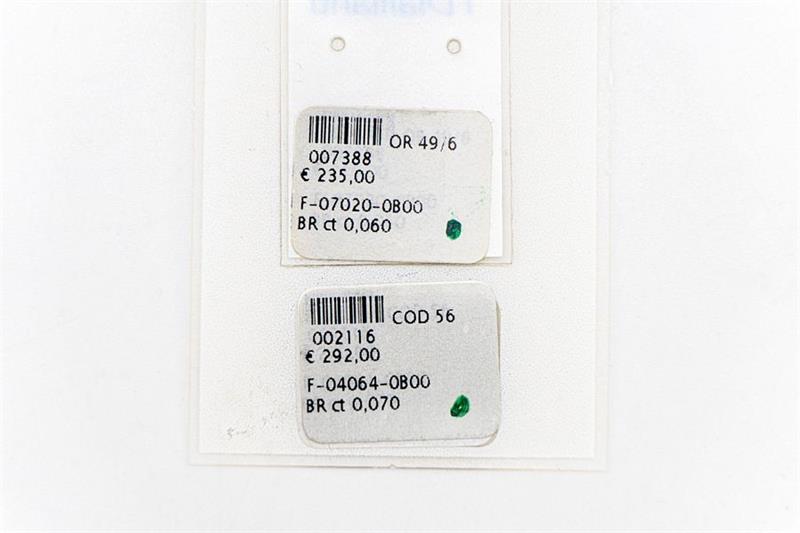 OR 49/6
007388
€ 235,00
F-07020-0B00
BR ct 0,060
COD 56
002116
€ 292,00
F-04064-0B00
BR ct 0,070